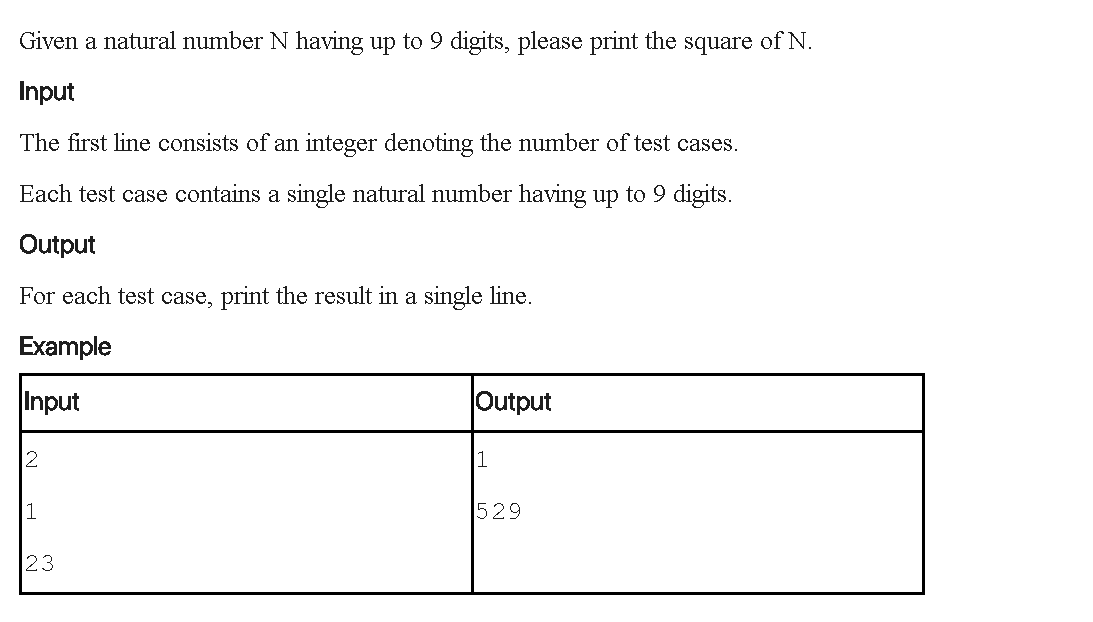 Given a natural number N having up to 9 digits, please print the square of N.
Input
The first line consists of an integer denoting the number of test cases.
Each test case contains a single natural number having up to 9 digits.
Output
For each test case, print the result in a single line.
Example
Input Output
2 1
1 529
23